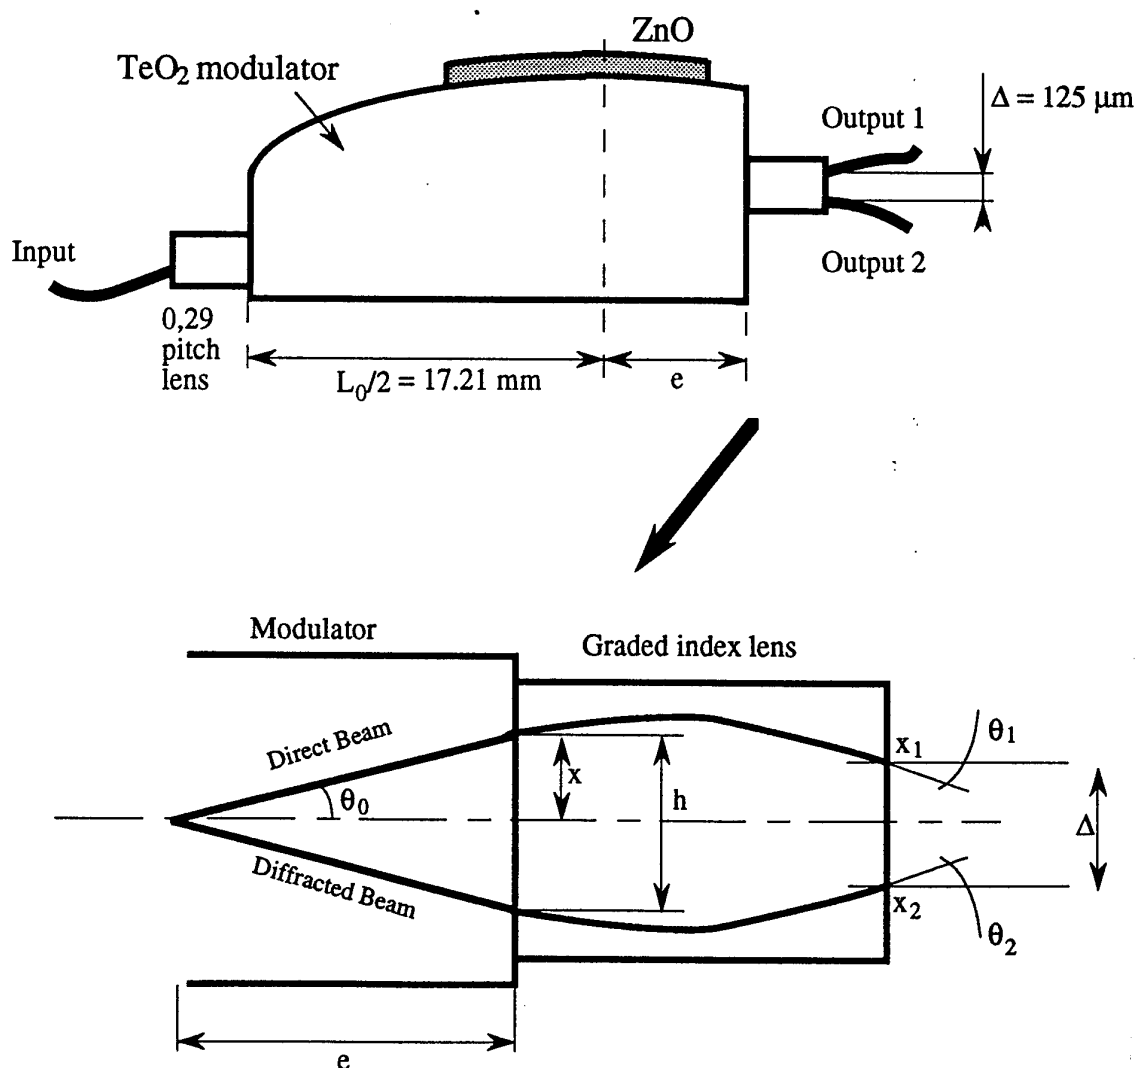 ZnO
TeO₂ modulator
Δ = 125 µm
Output 1
Input
Output 2
0,29
pitch
lens
L₀/2 = 17.21 mm
e
Modulator
Graded index lens
Direct Beam
θ₀
x
h
x₁
θ₁
Δ
Diffracted Beam
x₂
θ₂
e